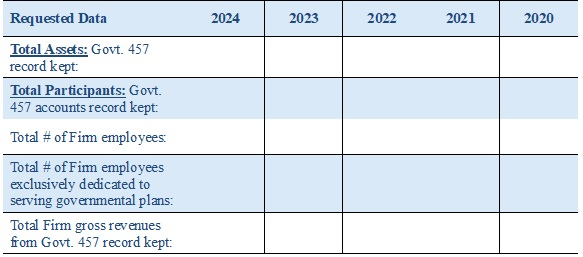 Requested Data 2024 2023 2022 2021 2020
Total Assets: Govt. 457
record kept:
Total Participants: Govt.
457 accounts record kept:
Total # of Firm employees:
Total # of Firm employees
exclusively dedicated to
serving governmental plans:
Total Firm gross revenues
from Govt. 457 record kept: